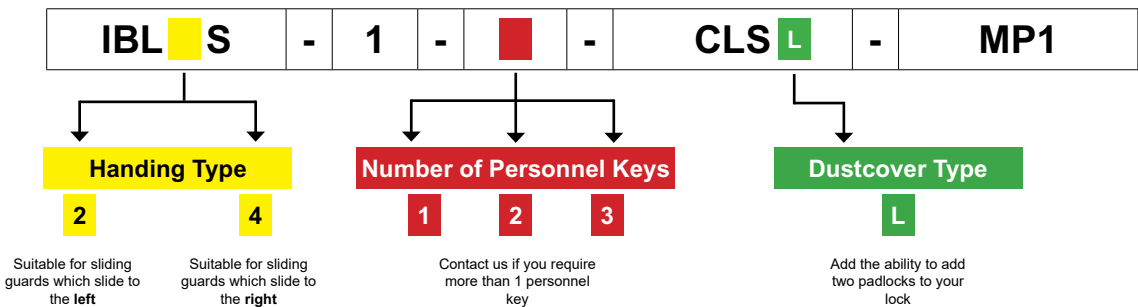 IBL S - 1 - - CLS L - MP1
Handing Type
Number of Personnel Keys
Dustcover Type
2
4
1
2
3
L
Suitable for sliding
guards which slide to
the left
Suitable for sliding
guards which slide to
the right
Contact us if you require
more than 1 personnel
key
Add the ability to add
two padlocks to your
lock